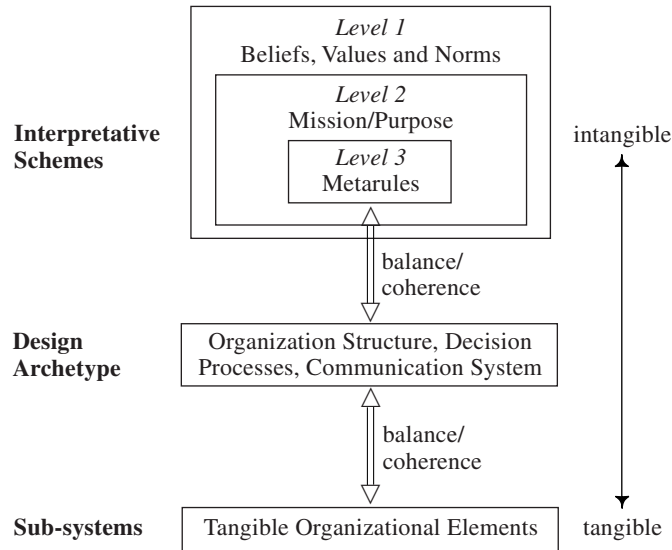 Level 1
Beliefs, Values and Norms
Level 2
Mission/Purpose
Interpretative
Schemes
Level 3
Metarules
intangible
balance/
coherence
Design
Archetype
Organization Structure, Decision
Processes, Communication System
balance/
coherence
Sub-systems
Tangible Organizational Elements
tangible